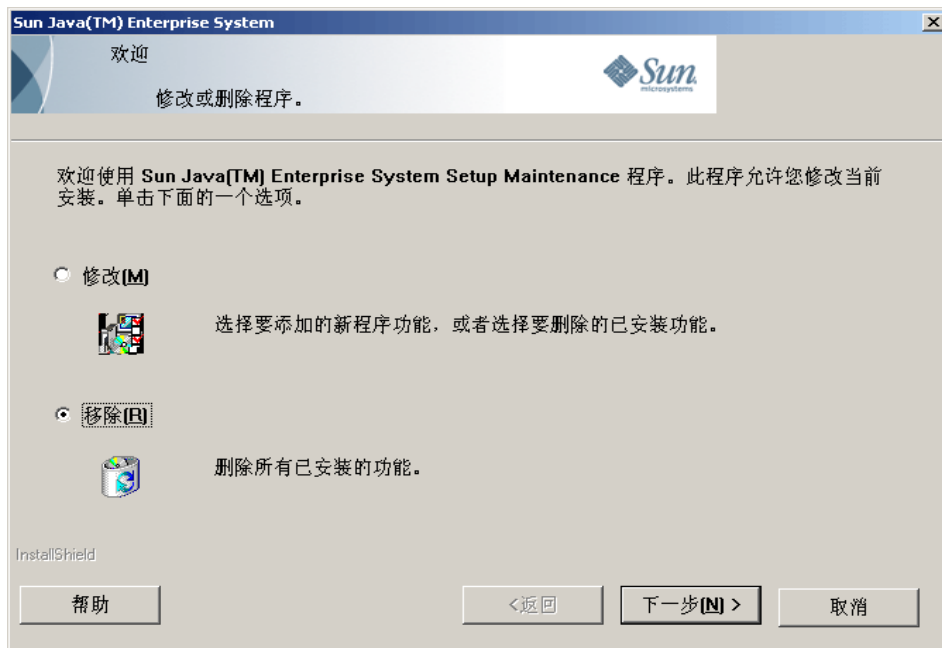 Sun Java(TM) Enterprise System
欢迎
修改或删除程序。
Sun
microsystems
欢迎使用 Sun Java(TM) Enterprise System Setup Maintenance 程序。此程序允许您修改当前
安装。单击下面的一个选项。
修改(M)
选择要添加的新程序功能，或者选择要删除的已安装功能。
移除(R)
删除所有已安装的功能。
InstallShield
帮助
<返回
下一步(N) >
取消